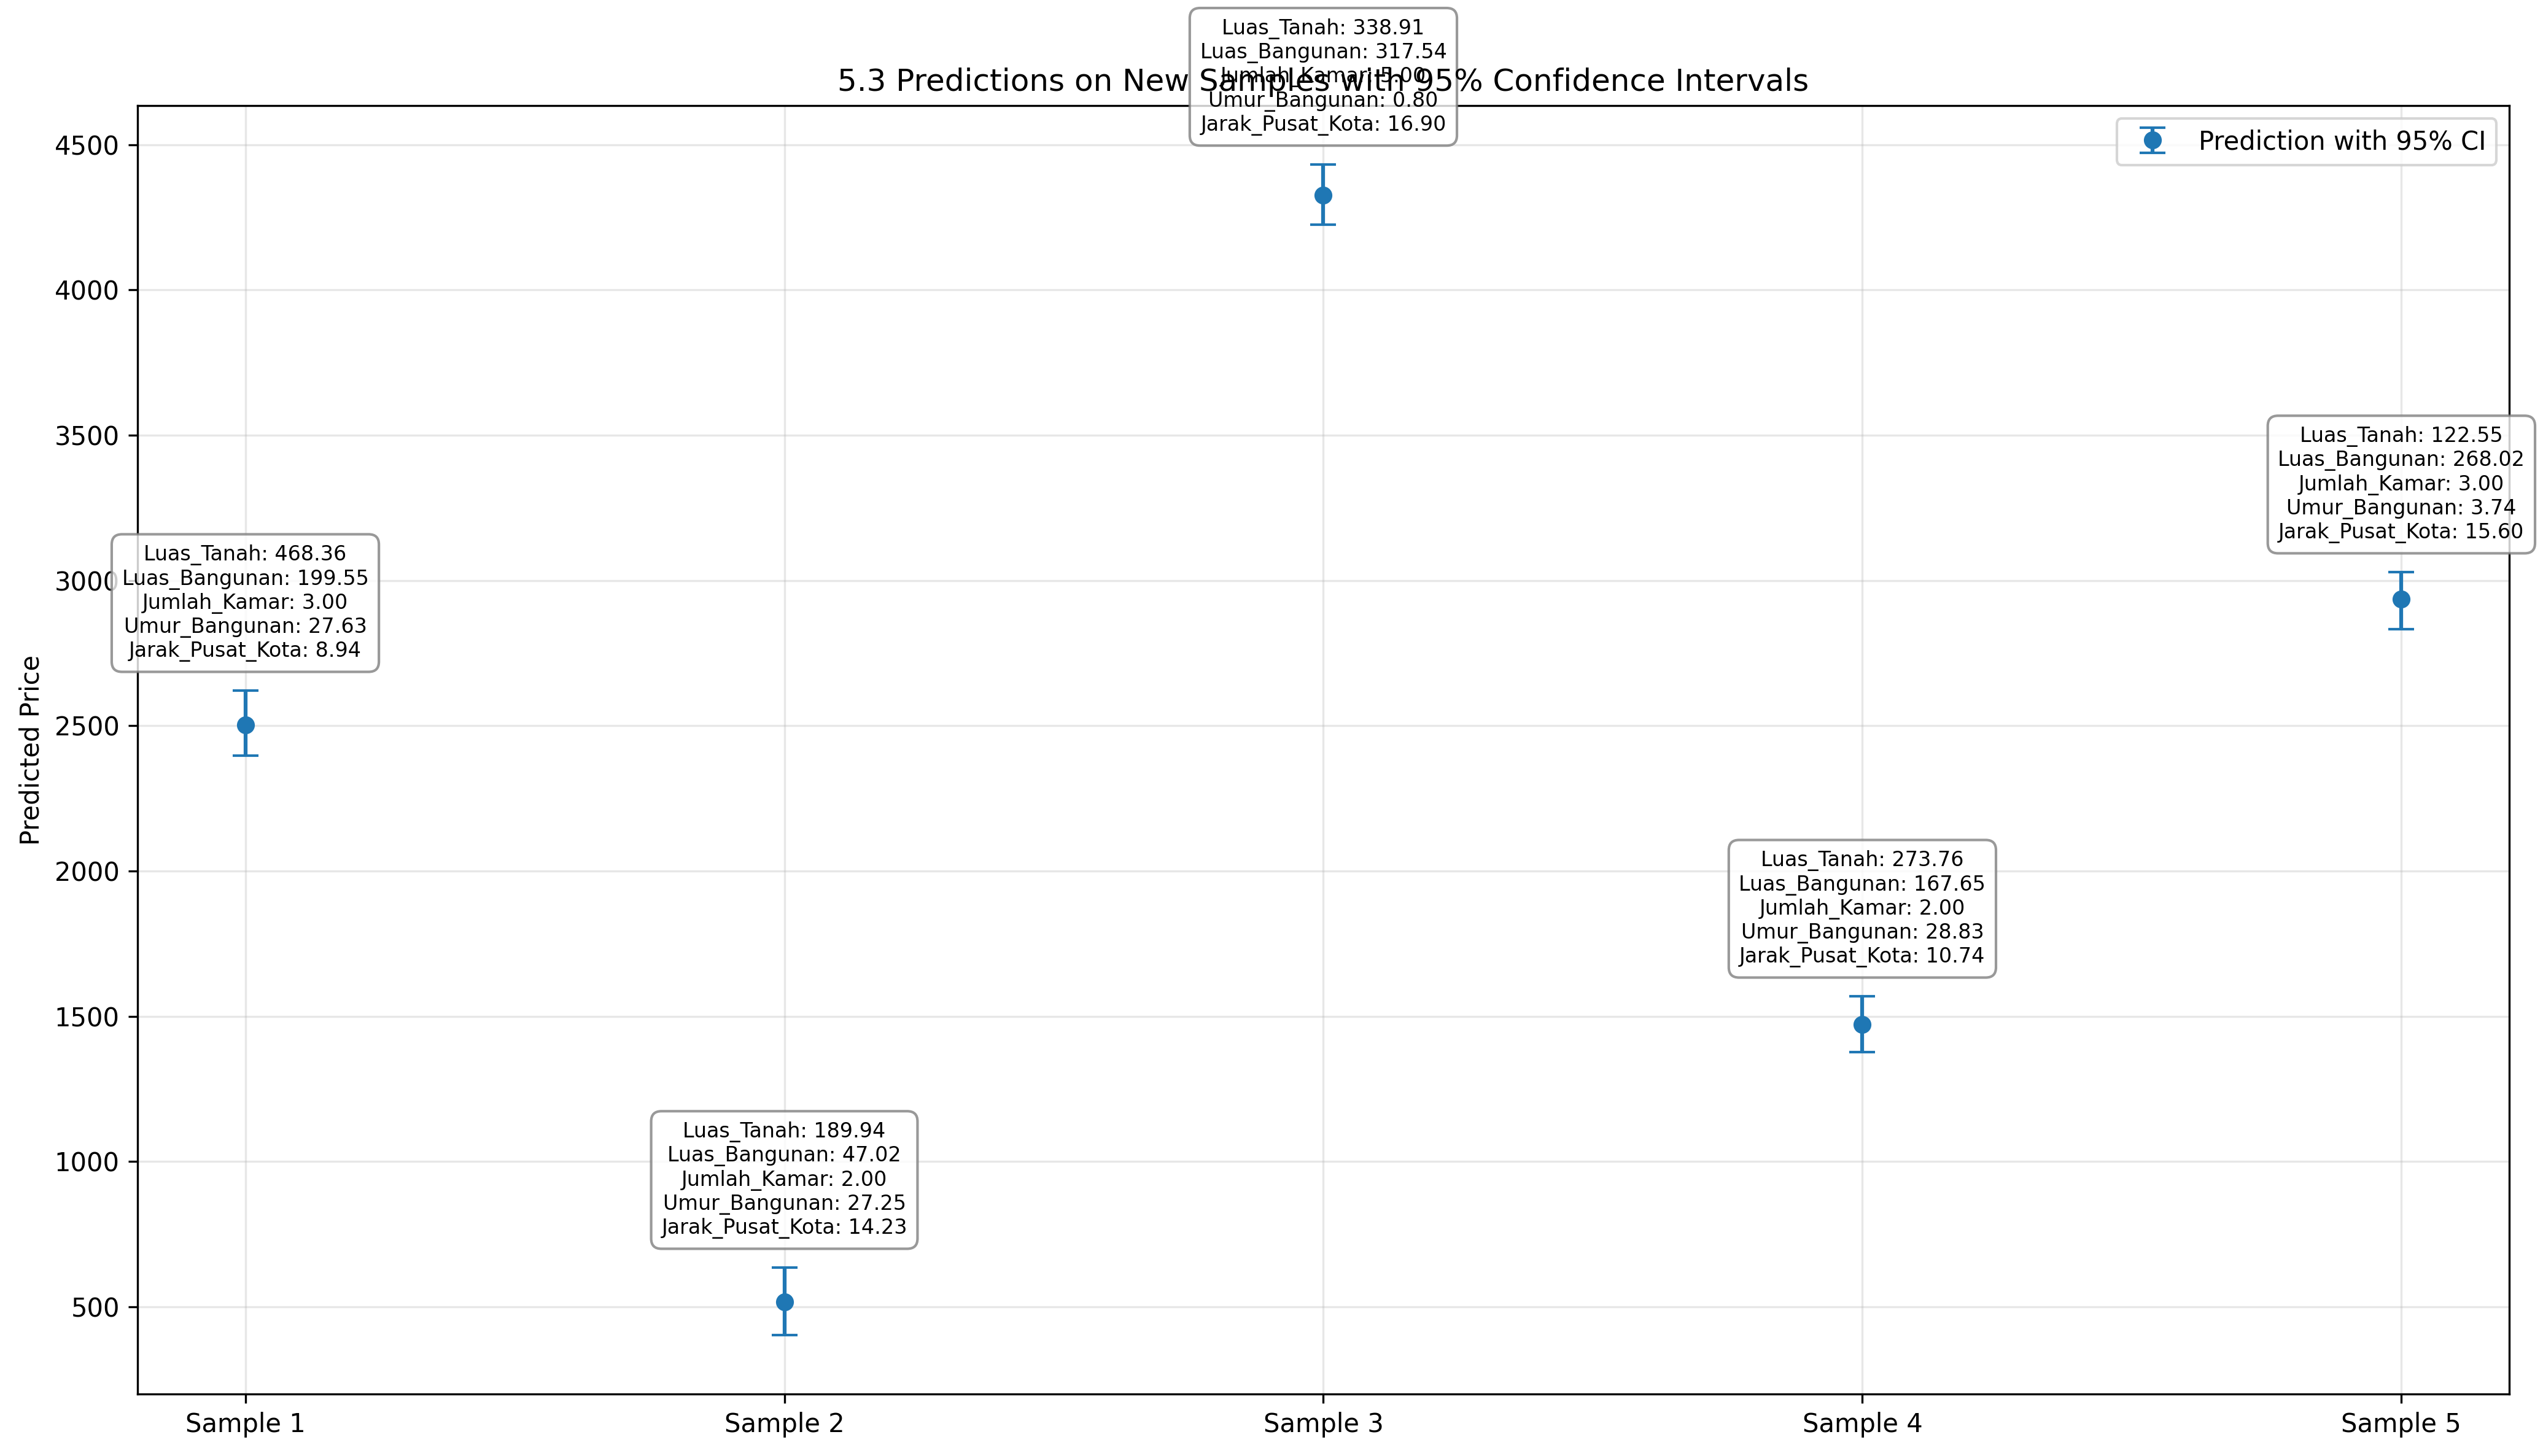 Luas_Tanah: 338.91
Luas_Bangunan: 317.54
Jumlah_Kamar: 5.00
5.3 Predictions on New Samples with 95% Confidence Intervals
Umur_Bangunan: 0.80
Jarak_Pusat_Kota: 16.90
Prediction with 95% CI
4500
4000
3500
3000
2500
2000
1500
1000
500
Predicted Price
Luas_Tanah: 468.36
Luas_Bangunan: 199.55
Jumlah_Kamar: 3.00
Umur_Bangunan: 27.63
Jarak_Pusat_Kota: 8.94
Luas_Tanah: 189.94
Luas_Bangunan: 47.02
Jumlah_Kamar: 2.00
Umur_Bangunan: 27.25
Jarak_Pusat_Kota: 14.23
Luas_Tanah: 273.76
Luas_Bangunan: 167.65
Jumlah_Kamar: 2.00
Umur_Bangunan: 28.83
Jarak_Pusat_Kota: 10.74
Luas_Tanah: 122.55
Luas_Bangunan: 268.02
Jumlah_Kamar: 3.00
Umur_Bangunan: 3.74
Jarak_Pusat_Kota: 15.60
Sample 1
Sample 2
Sample 3
Sample 4
Sample 5